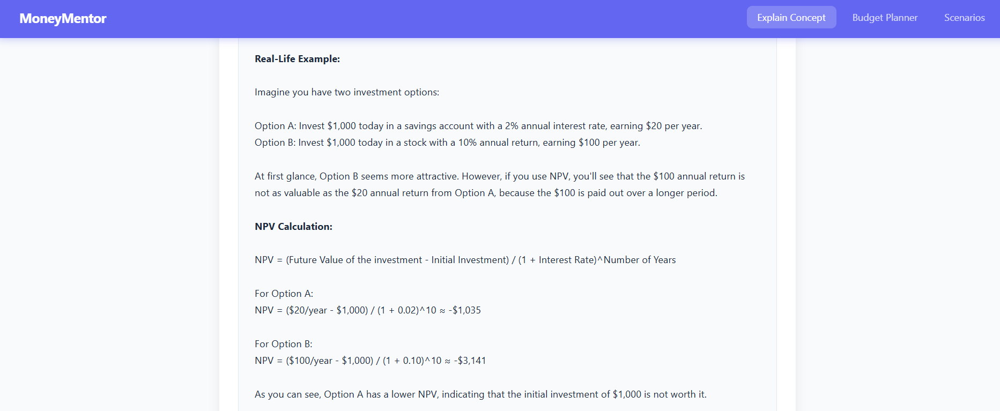 MoneyMentor
Explain Concept
Budget Planner
Scenarios
Real-Life Example:
Imagine you have two investment options:
Option A: Invest $1,000 today in a savings account with a 2% annual interest rate, earning $20 per year.
Option B: Invest $1,000 today in a stock with a 10% annual return, earning $100 per year.
At first glance, Option B seems more attractive. However, if you use NPV, you'll see that the $100 annual return is
not as valuable as the $20 annual return from Option A, because the $100 is paid out over a longer period.
NPV Calculation:
NPV = (Future Value of the investment - Initial Investment) / (1 + Interest Rate)^Number of Years
For Option A:
NPV = ($20/year - $1,000) / (1 + 0.02)^10 ≈ -$1,035
For Option B:
NPV = ($100/year - $1,000) / (1 + 0.10)^10 ≈ -$3,141
As you can see, Option A has a lower NPV, indicating that the initial investment of $1,000 is not worth it.